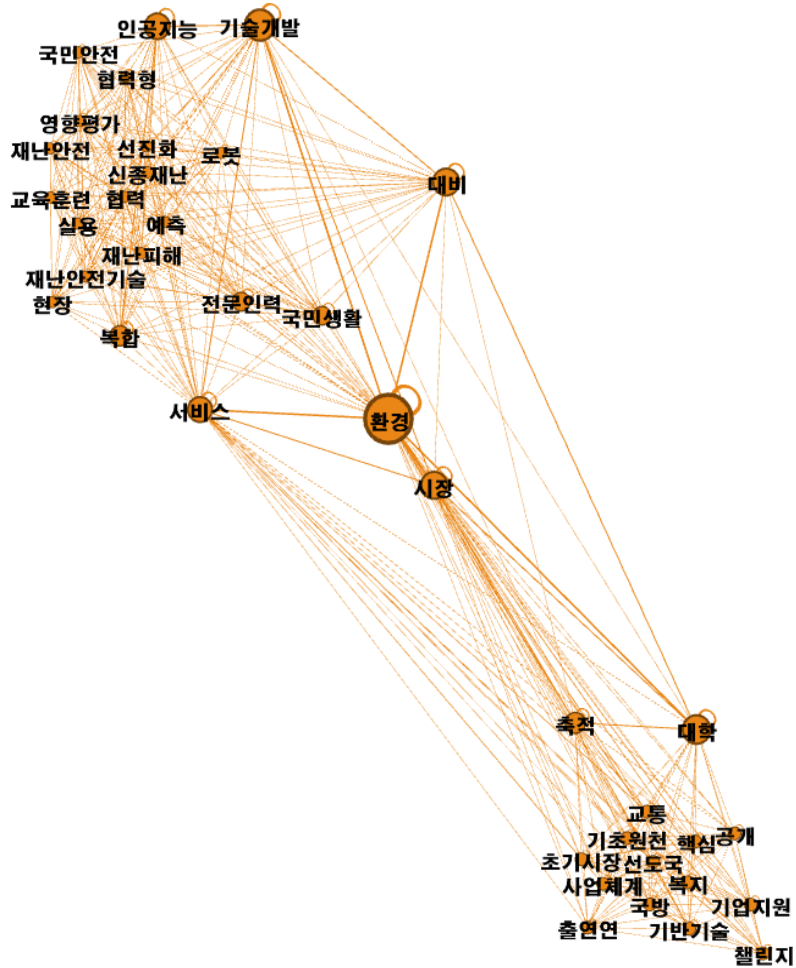 인공지능
기술개발
국민안전
협력형
영향평가
재난안전
선진화
로봇
신종재난
대비
교육훈련
협력
실용
예측
재난피해
재난안전기술
현장
전문인력
국민생활
복합
서비스
환경
시장
축적
대학
교통
기초원천
핵심
공개
초기시장
선도국
사업체계
복지
국방
기업지원
출연연
기반기술
챌린지